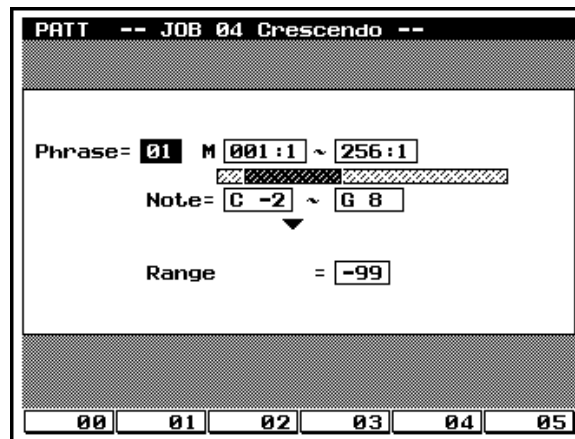 PATT -- JOB 04 Crescendo --
Phrase= 01 M 001:1 ~ 256:1
Note= C -2 ~ G 8
Range = -99
00 01 02 03 04 05